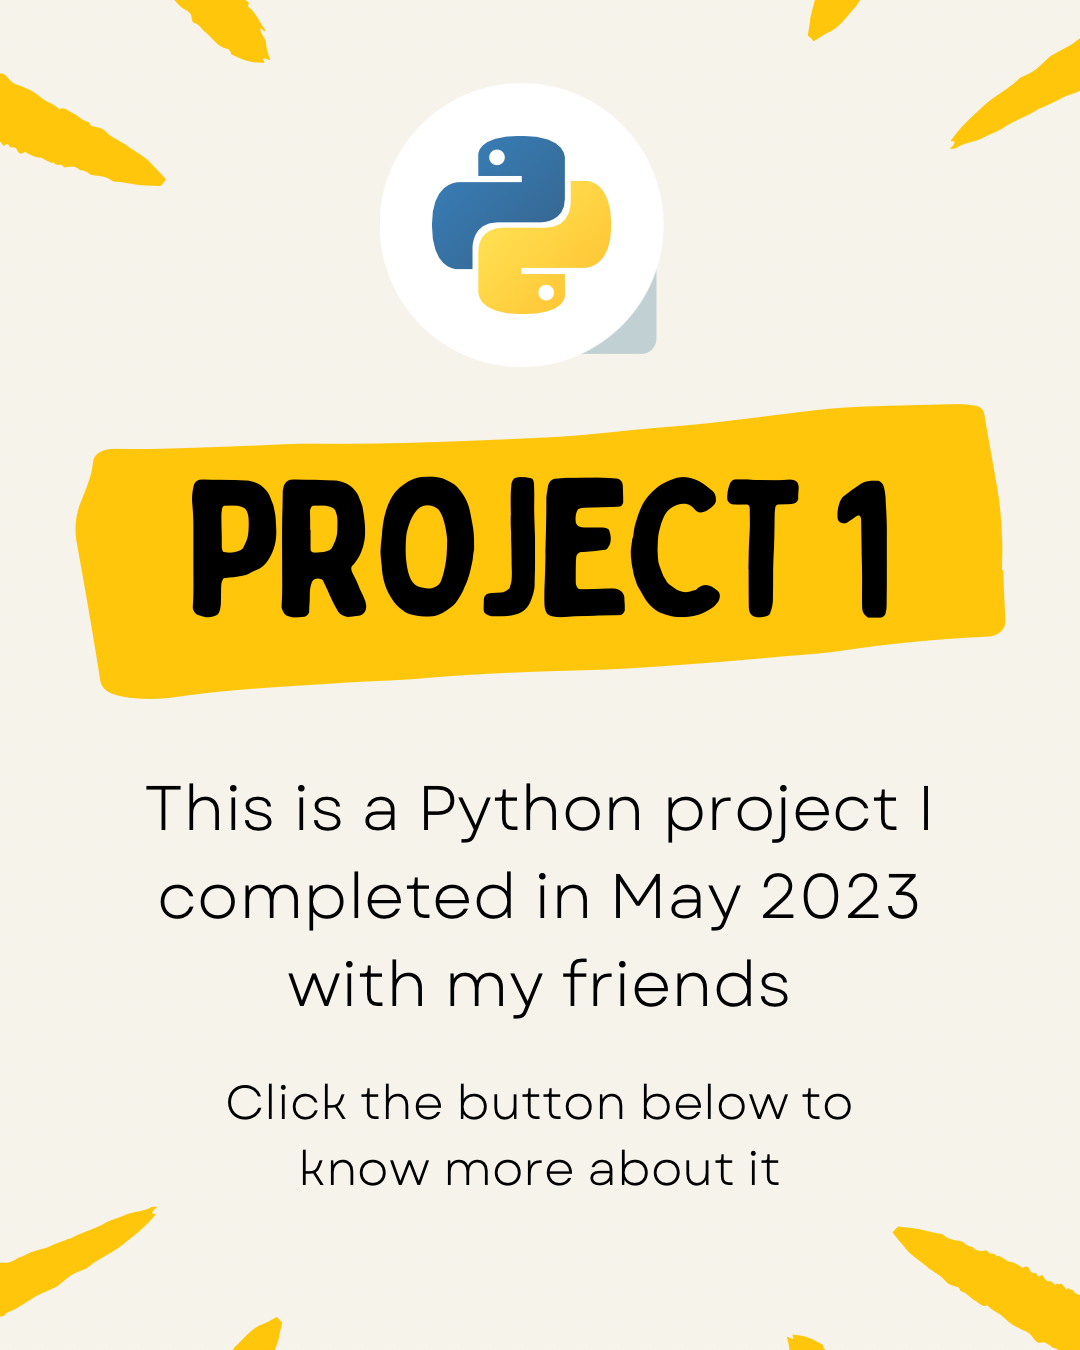 PROJECT 1
This is a Python project I
completed in May 2023
with my friends
Click the button below to
know more about it